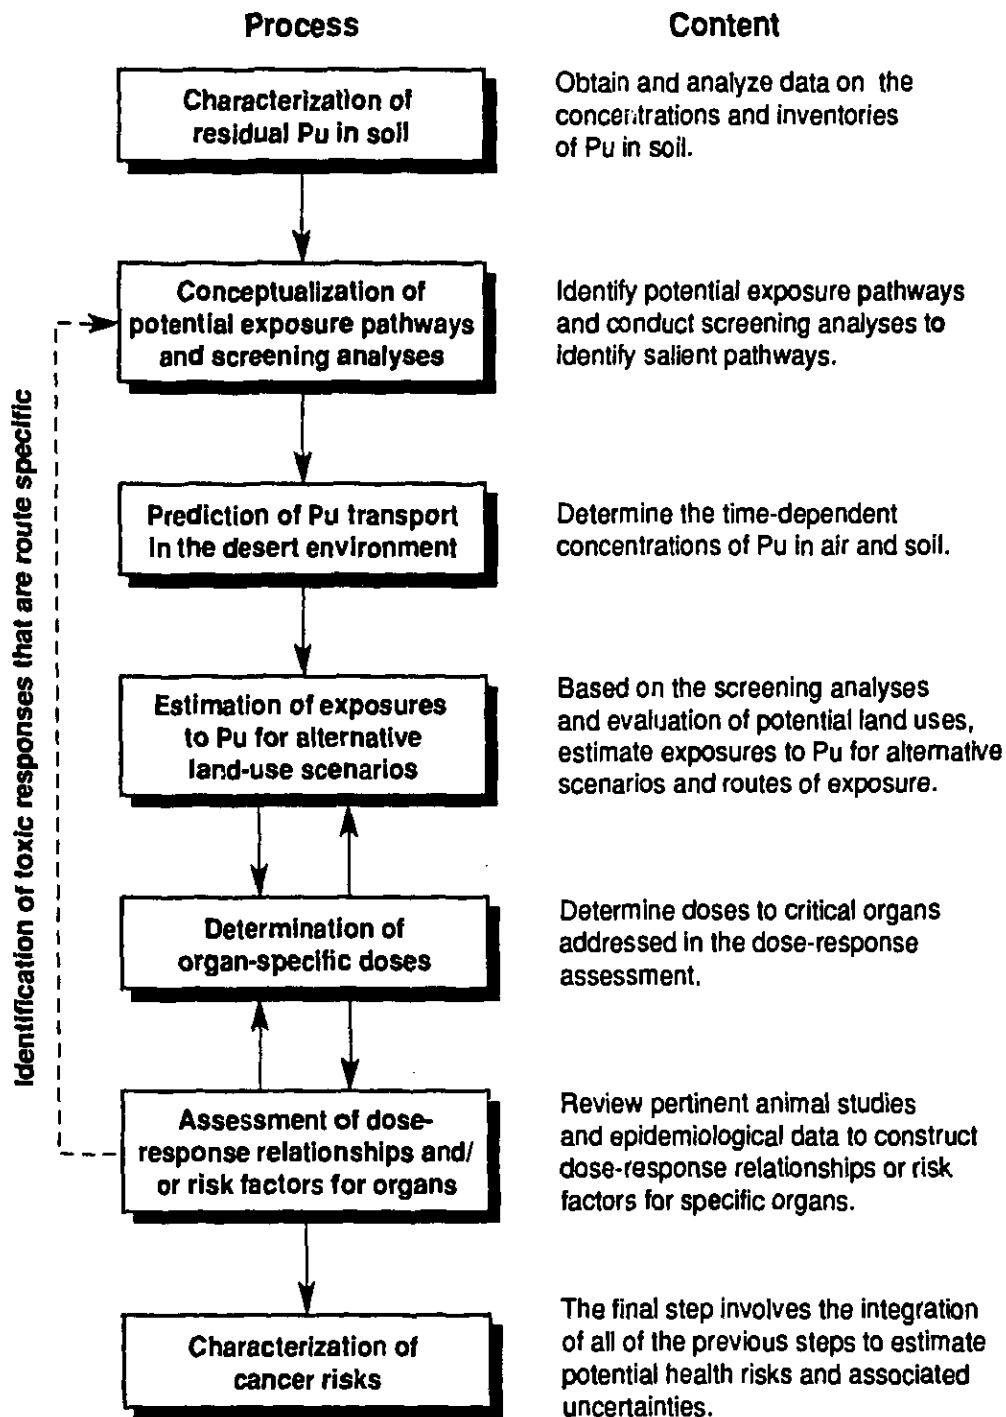 Process
Content
Characterization of
residual Pu in soil
Obtain and analyze data on the
concentrations and inventories
of Pu in soil.
Conceptualization of
potential exposure pathways
and screening analyses
Identify potential exposure pathways
and conduct screening analyses to
identify salient pathways.
Identification of toxic responses that are route specific
Prediction of Pu transport
in the desert environment
Determine the time-dependent
concentrations of Pu in air and soil.
Estimation of exposures
to Pu for alternative
land-use scenarios
Based on the screening analyses
and evaluation of potential land uses,
estimate exposures to Pu for alternative
scenarios and routes of exposure.
Determination of
organ-specific doses
Determine doses to critical organs
addressed in the dose-response
assessment.
Assessment of dose-
response relationships and/
or risk factors for organs
Review pertinent animal studies
and epidemiological data to construct
dose-response relationships or risk
factors for specific organs.
Characterization of
cancer risks
The final step involves the integration
of all of the previous steps to estimate
potential health risks and associated
uncertainties.